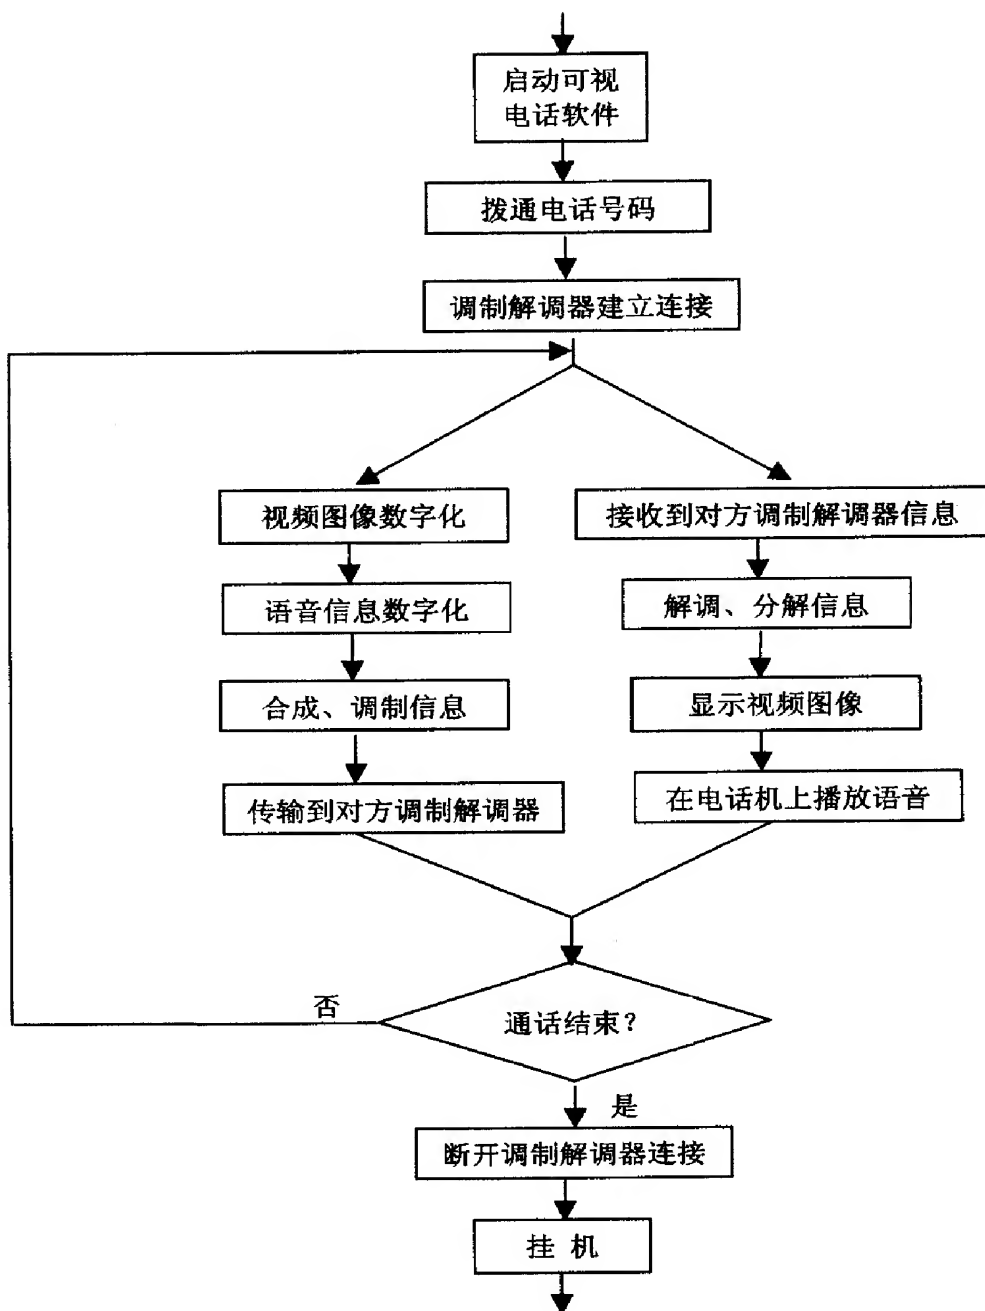 启动可视
电话软件
拨通电话号码
调制解调器建立连接
视频图像数字化
语音信息数字化
合成、调制信息
传输到对方调制解调器
接收到对方调制解调器信息
解调、分解信息
显示视频图像
在电话机上播放语音
通话结束?
否
是
断开调制解调器连接
挂 机